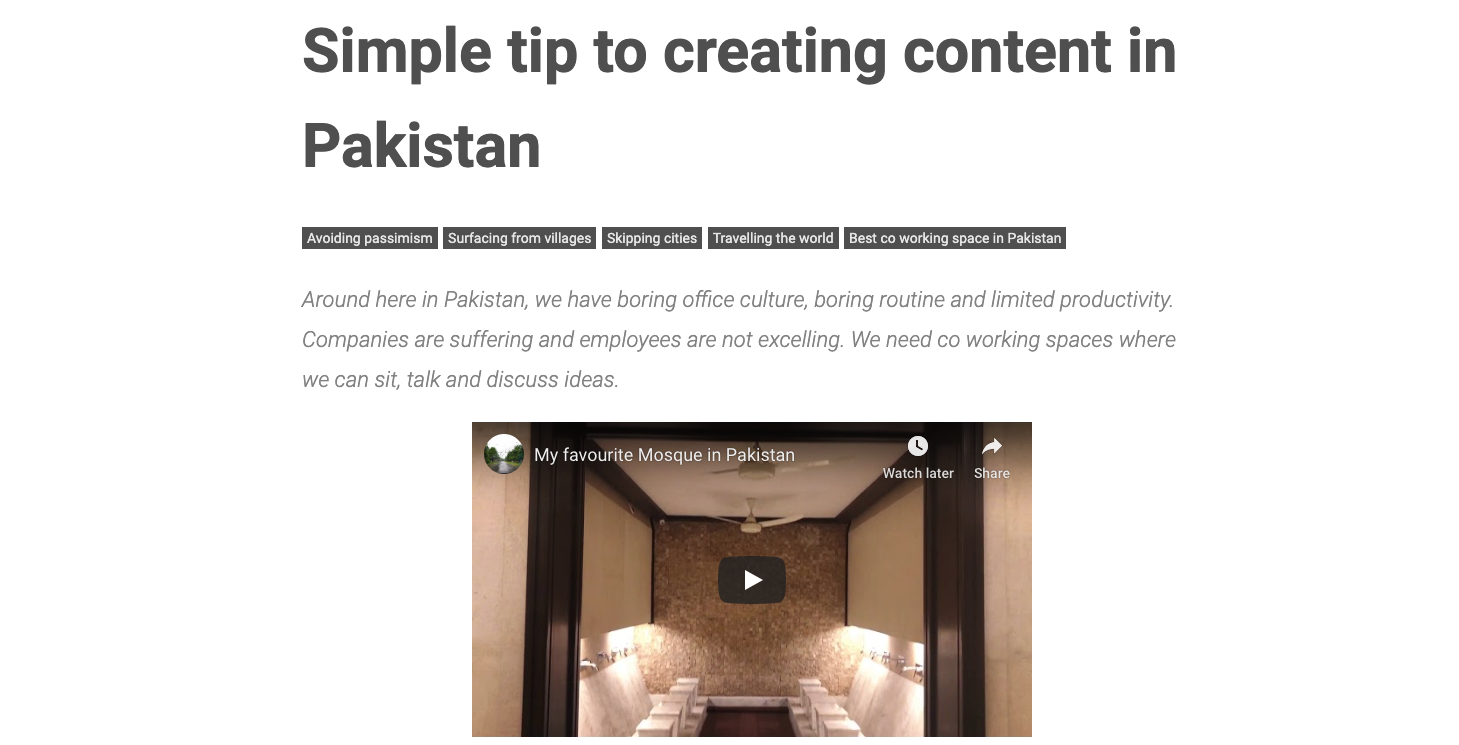 Simple tip to creating content in
Pakistan
Avoiding passimism Surfacing from villages Skipping cities Travelling the world Best co working space in Pakistan
Around here in Pakistan, we have boring office culture, boring routine and limited productivity.
Companies are suffering and employees are not excelling. We need co working spaces where
we can sit, talk and discuss ideas.
My favourite Mosque in Pakistan
Watch later Share